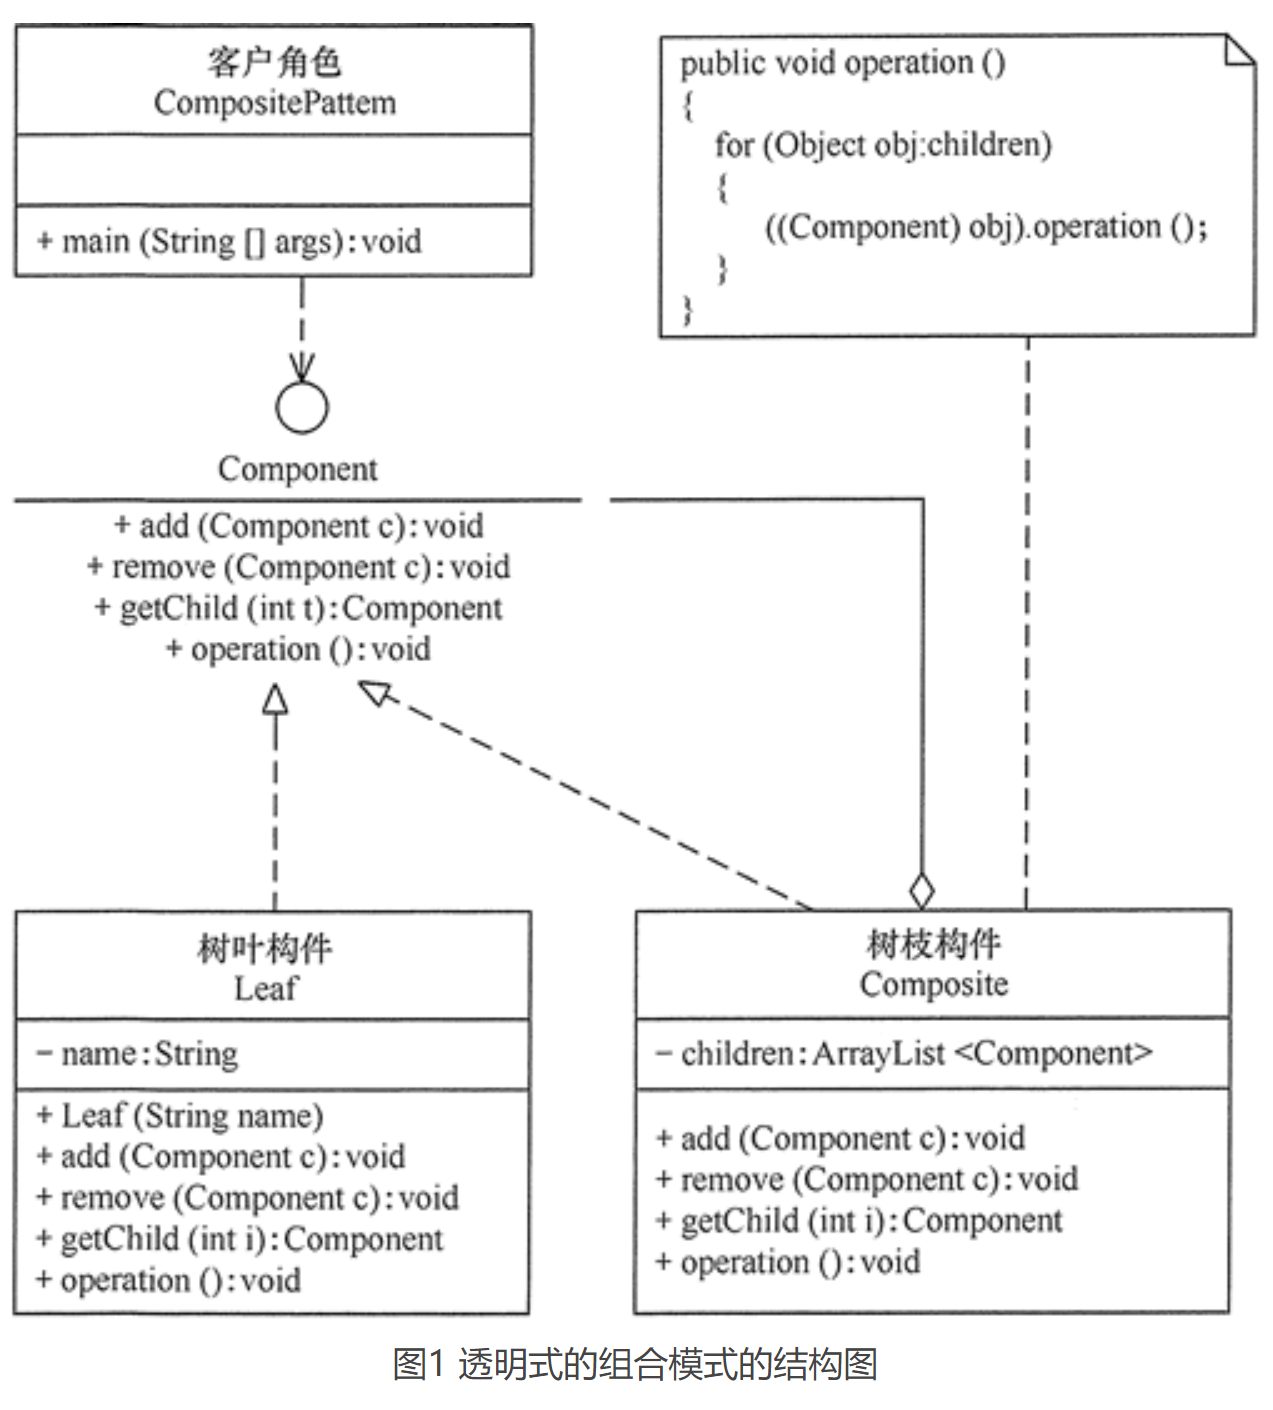 客户角色
CompositePattem
+ main (String [] args):void
public void operation ()
{
for (Object obj:children)
{
((Component) obj).operation ();
}
}
Component
+ add (Component c):void
+ remove (Component c):void
+ getChild (int t):Component
+ operation ():void
树叶构件
Leaf
− name:String
+ Leaf (String name)
+ add (Component c):void
+ remove (Component c):void
+ getChild (int i):Component
+ operation ():void
树枝构件
Composite
− children:ArrayList <Component>
+ add (Component c):void
+ remove (Component c):void
+ getChild (int i):Component
+ operation ():void
图1 透明式的组合模式的结构图